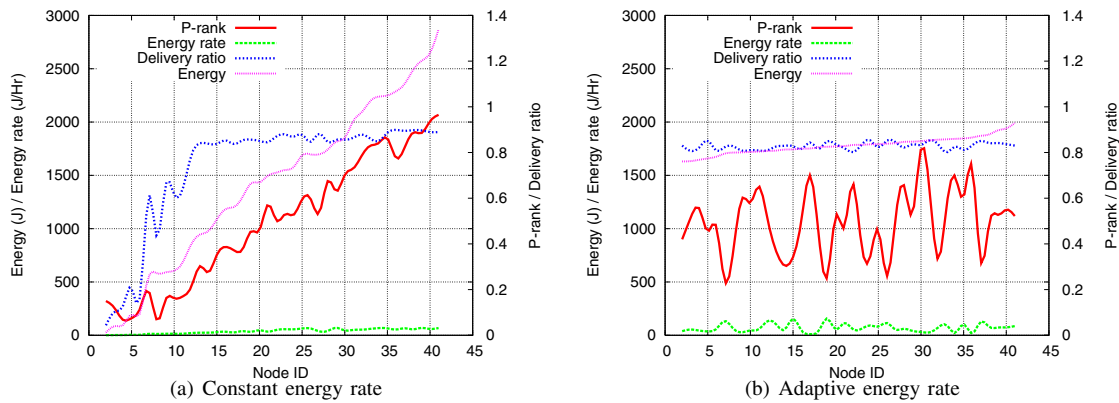 P-rank
Energy rate
Delivery ratio
Energy
3000
2500
2000
1500
1000
500
0
1.4
1.2
1
0.8
0.6
0.4
0.2
0
0 5 10 15 20 25 30 35 40 45
Energy (J) / Energy rate (J/Hr)
P-rank / Delivery ratio
Node ID
(a) Constant energy rate
P-rank
Energy rate
Delivery ratio
Energy
3000
2500
2000
1500
1000
500
0
1.4
1.2
1
0.8
0.6
0.4
0.2
0
0 5 10 15 20 25 30 35 40 45
Energy (J) / Energy rate (J/Hr)
P-rank / Delivery ratio
Node ID
(b) Adaptive energy rate